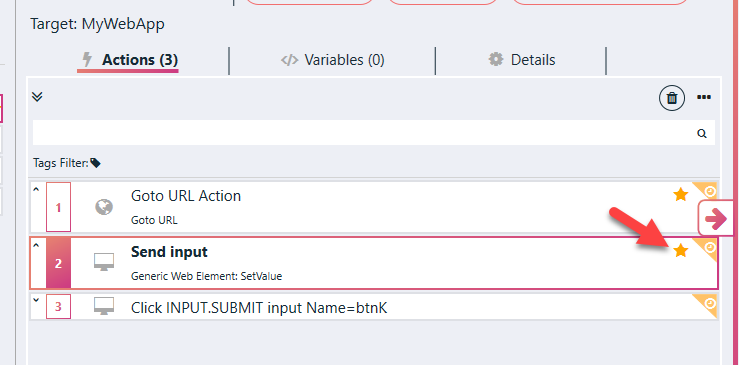 Target: MyWebApp
Actions (3)
Variables (0)
Details
Tags Filter:
1
Goto URL Action
Goto URL
2
Send input
Generic Web Element: SetValue
3
Click INPUT.SUBMIT input Name=btnK